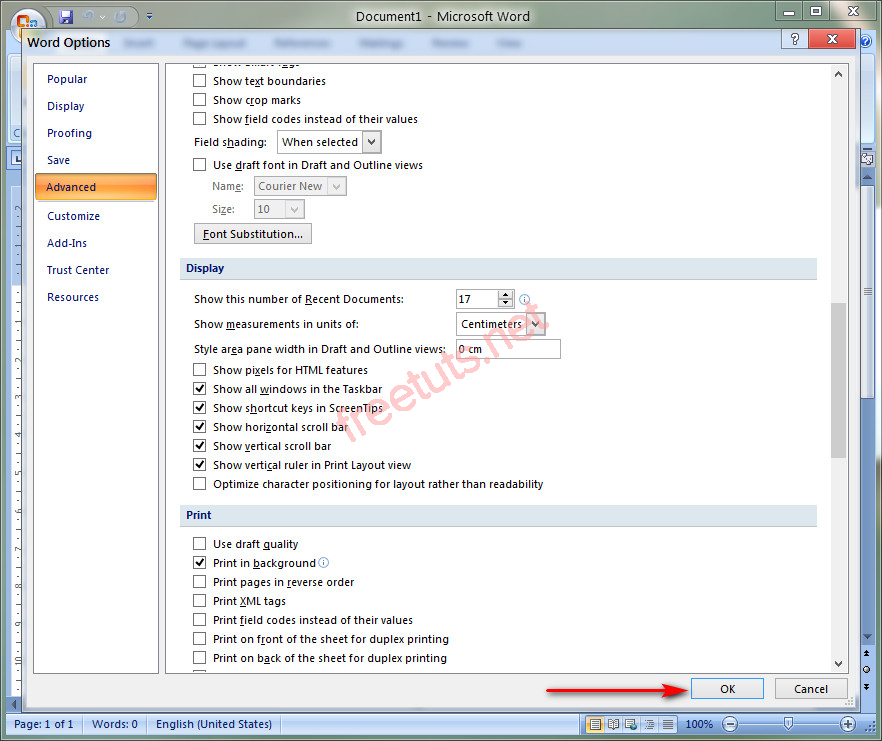 Document1 - Microsoft Word
Word Options
Insert Page Layout References Mailings Review View
Popular
Display
Proofing
Save
Advanced
Customize
Add-Ins
Trust Center
Resources
Show text boundaries
Show crop marks
Show field codes instead of their values
Field shading: When selected
Use draft font in Draft and Outline views
Name: Courier New
Size: 10
Font Substitution...
Display
Show this number of Recent Documents: 17
Show measurements in units of: Centimeters
Style area pane width in Draft and Outline views: 0 cm
Show pixels for HTML features
Show all windows in the Taskbar
Show shortcut keys in ScreenTips
Show horizontal scroll bar
Show vertical scroll bar
Show vertical ruler in Print Layout view
Optimize character positioning for layout rather than readability
freetuts.net
Print
Use draft quality
Print in background
Print pages in reverse order
Print XML tags
Print field codes instead of their values
Print on front of the sheet for duplex printing
Print on back of the sheet for duplex printing
OK Cancel
Page: 1 of 1 Words: 0 English (United States) 100%